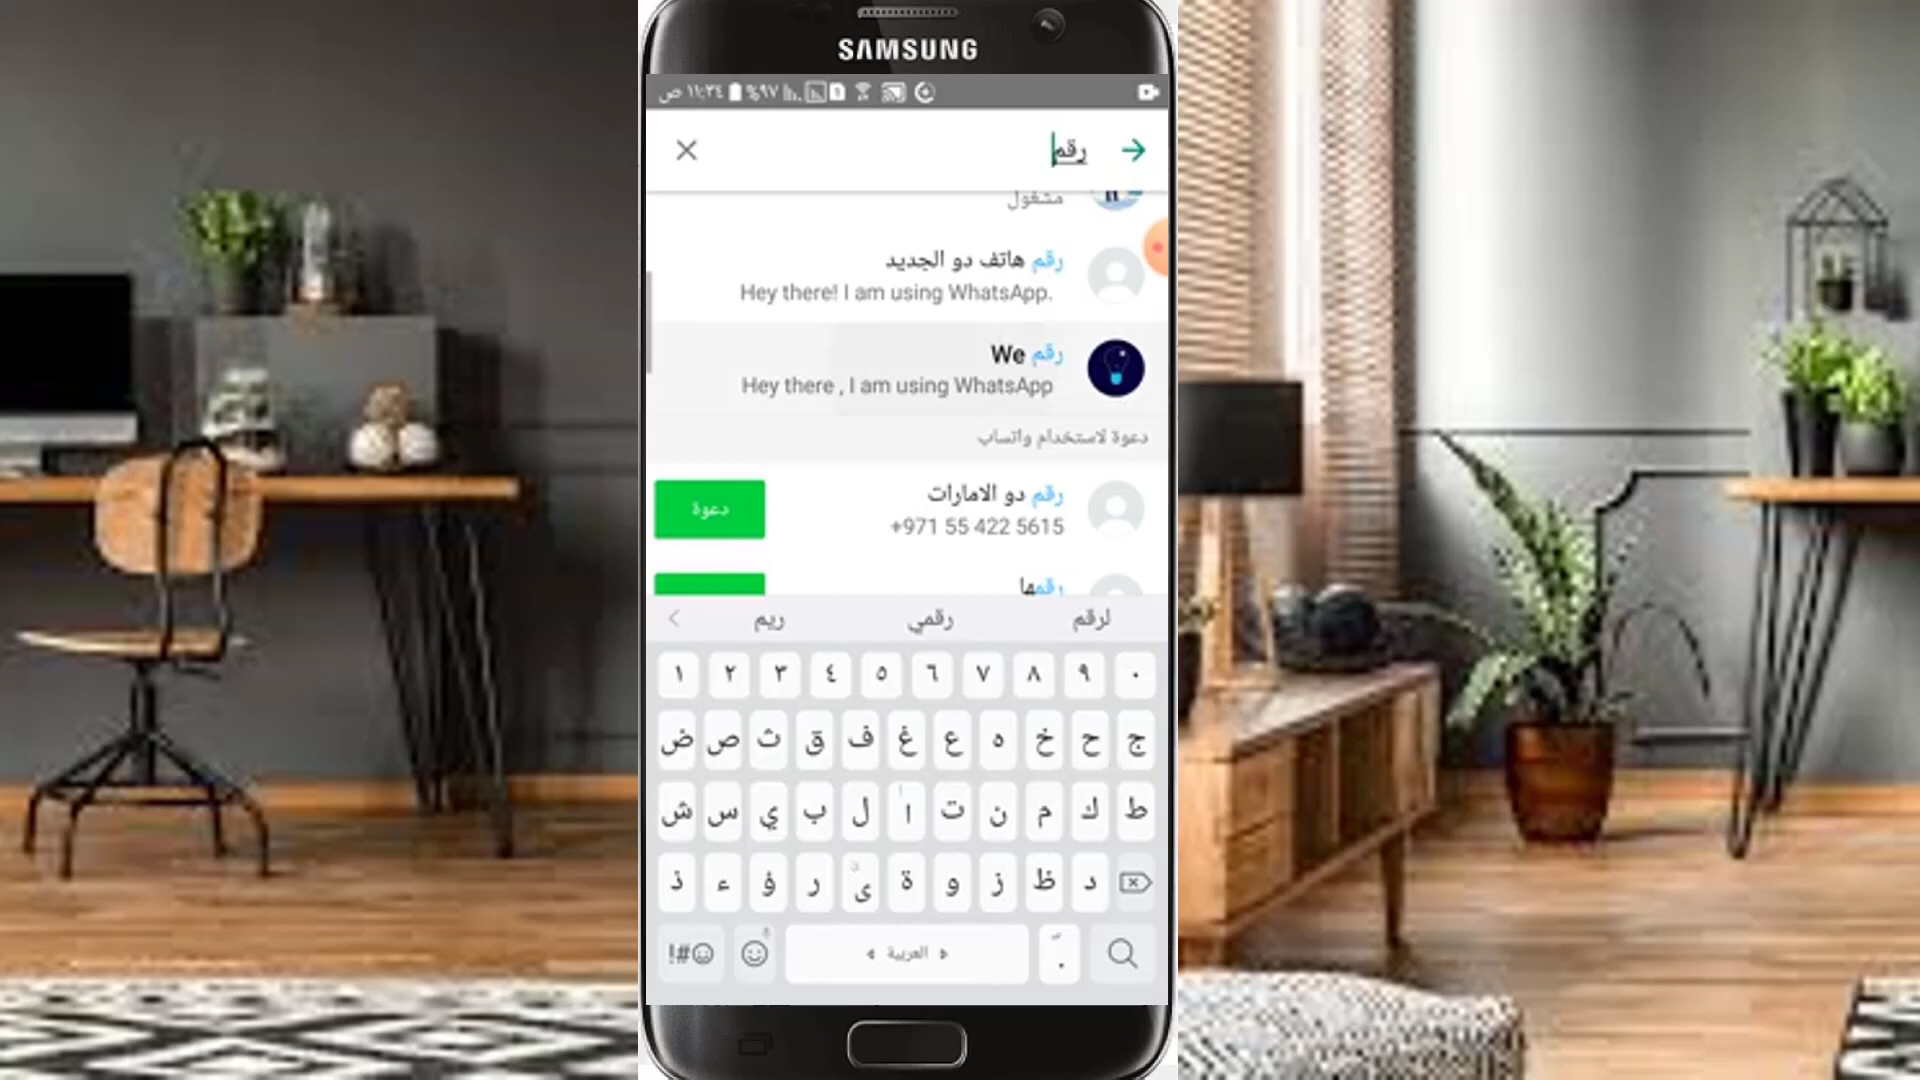 SAMSUNG
١١:٣٤ ص %٩٧
رقم
مشغول
رقم هاتف دو الجديد
Hey there! I am using WhatsApp.
رقم We
Hey there , I am using WhatsApp
دعوة لاستخدام واتساب
رقم دو الامارات
+971 55 422 5615
دعوة
رقمها
لرقم رقمي ريم
١ ٢ ٣ ٤ ٥ ٦ ٧ ٨ ٩ ٠
ض ص ث ق ف غ ع ه خ ح ج
ش س ي ب ل ا ت ن م ك ط
ذ ء ؤ ر ى ة و ز ظ د
!#☺ العربية .